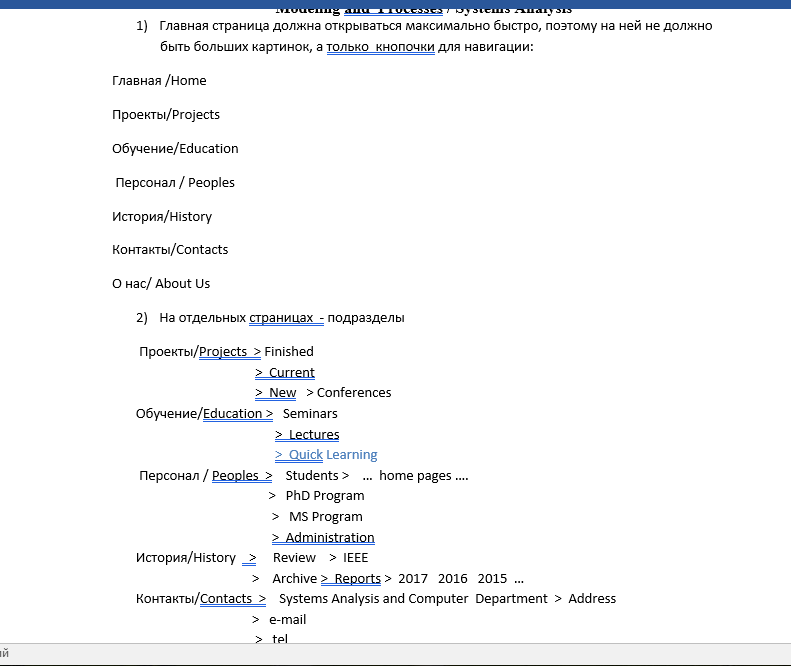 Modeling and Processes / Systems Analysis
1) Главная страница должна открываться максимально быстро, поэтому на ней не должно
быть больших картинок, а только кнопочки для навигации:
Главная /Home
Проекты/Projects
Обучение/Education
Персонал / Peoples
История/History
Контакты/Contacts
О нас/ About Us
2) На отдельных страницах - подразделы
Проекты/Projects > Finished
> Current
> New > Conferences
Обучение/Education > Seminars
> Lectures
> Quick Learning
Персонал / Peoples > Students > ... home pages ....
> PhD Program
> MS Program
> Administration
История/History > Review > IEEE
> Archive > Reports > 2017 2016 2015 ...
Контакты/Contacts > Systems Analysis and Computer Department > Address
> e-mail
> tel